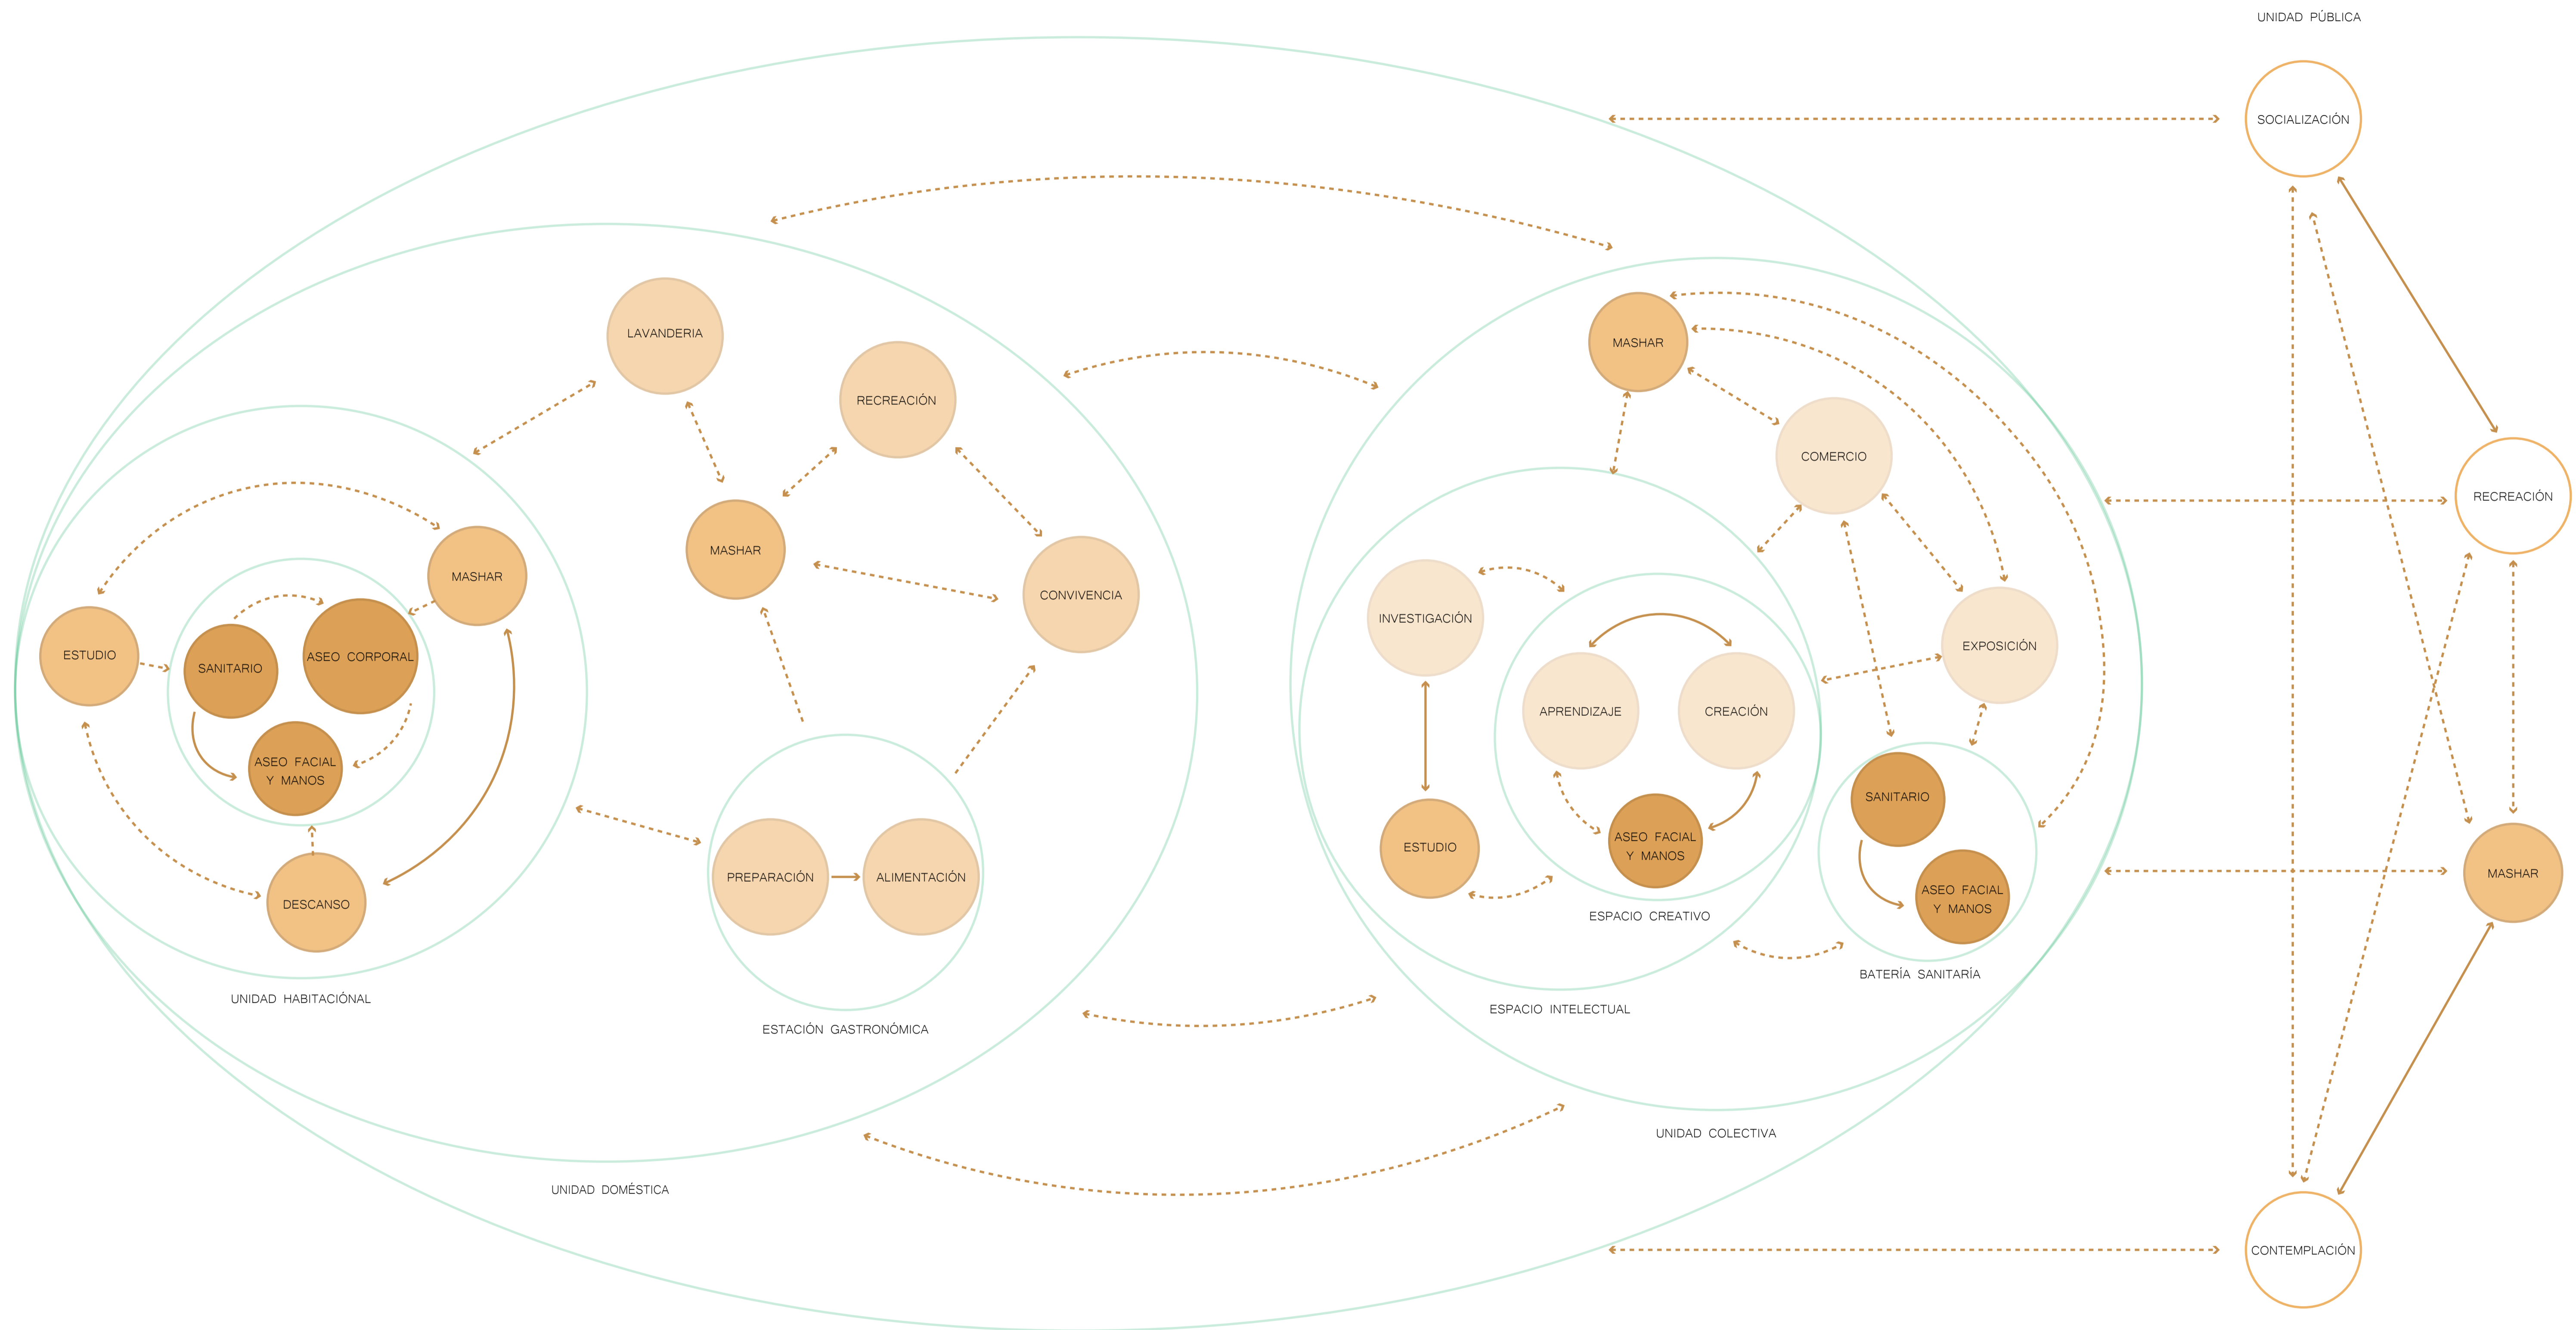 UNIDAD PÚBLICA
SOCIALIZACIÓN
LAVANDERIA
RECREACIÓN
MASHAR
COMERCIO
RECREACIÓN
MASHAR
MASHAR
CONVIVENCIA
INVESTIGACIÓN
EXPOSICIÓN
ESTUDIO
SANITARIO
ASEO CORPORAL
APRENDIZAJE
CREACIÓN
ASEO FACIAL
Y MANOS
SANITARIO
ESTUDIO
ASEO FACIAL
Y MANOS
MASHAR
PREPARACIÓN
ALIMENTACIÓN
ASEO FACIAL
Y MANOS
DESCANSO
ESPACIO CREATIVO
BATERÍA SANITARÍA
UNIDAD HABITACIÓNAL
ESPACIO INTELECTUAL
ESTACIÓN GASTRONÓMICA
UNIDAD COLECTIVA
UNIDAD DOMÉSTICA
CONTEMPLACIÓN